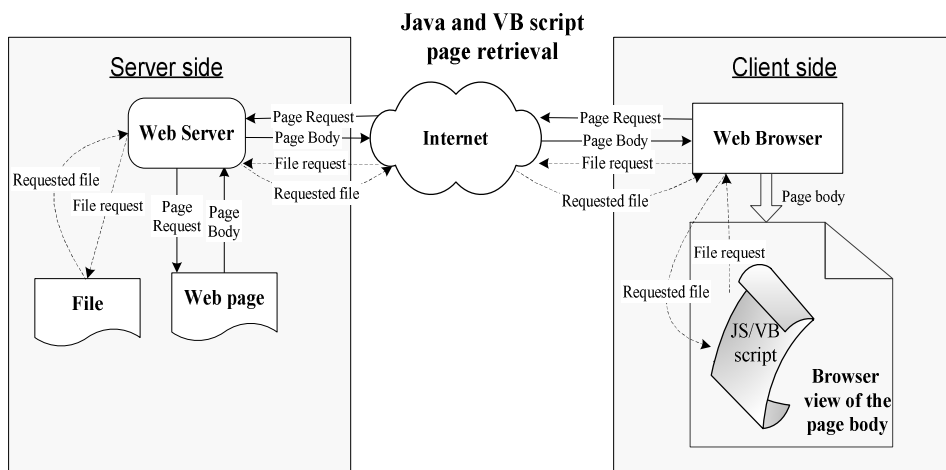 Java and VB script
page retrieval
Server side
Client side
Web Server
Page Request
Page Body
File request
Requested file
Internet
Page Request
Page Body
File request
Requested file
Web Browser
Requested file
File request
Page
Request
Page
Body
File
Web page
Page body
File request
Requested file
JS/VB
script
Browser
view of the
page body